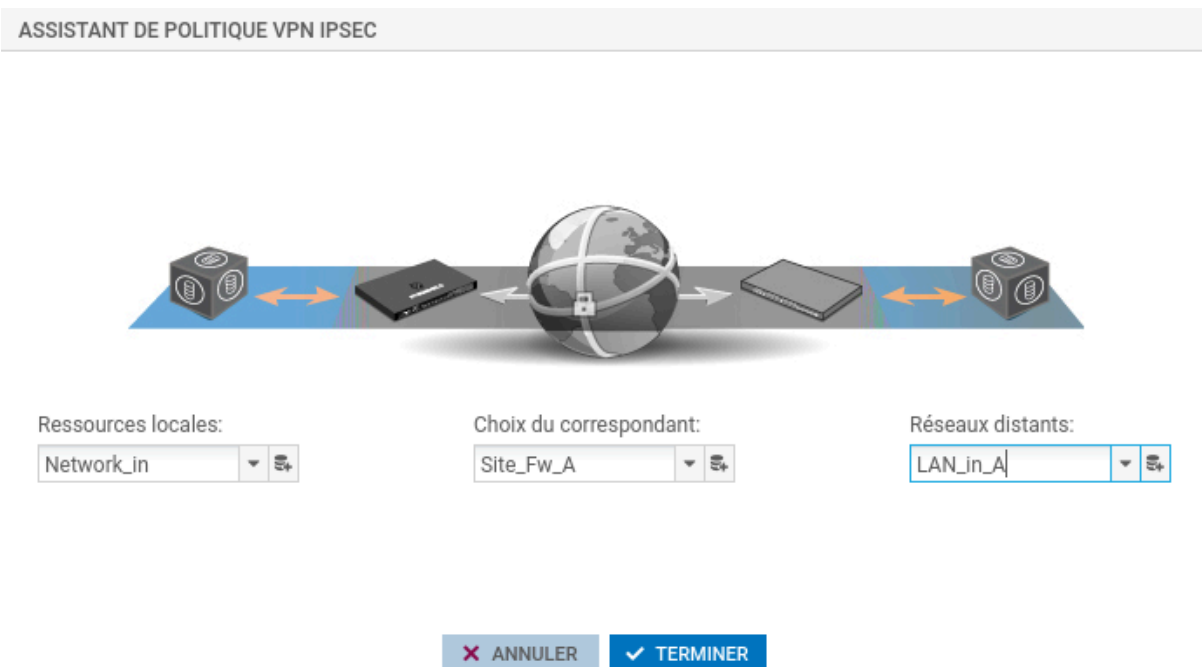 ASSISTANT DE POLITIQUE VPN IPSEC
Ressources locales: Choix du correspondant: Réseaux distants:
Network_in Site_Fw_A LAN_in_A
ANNULER TERMINER